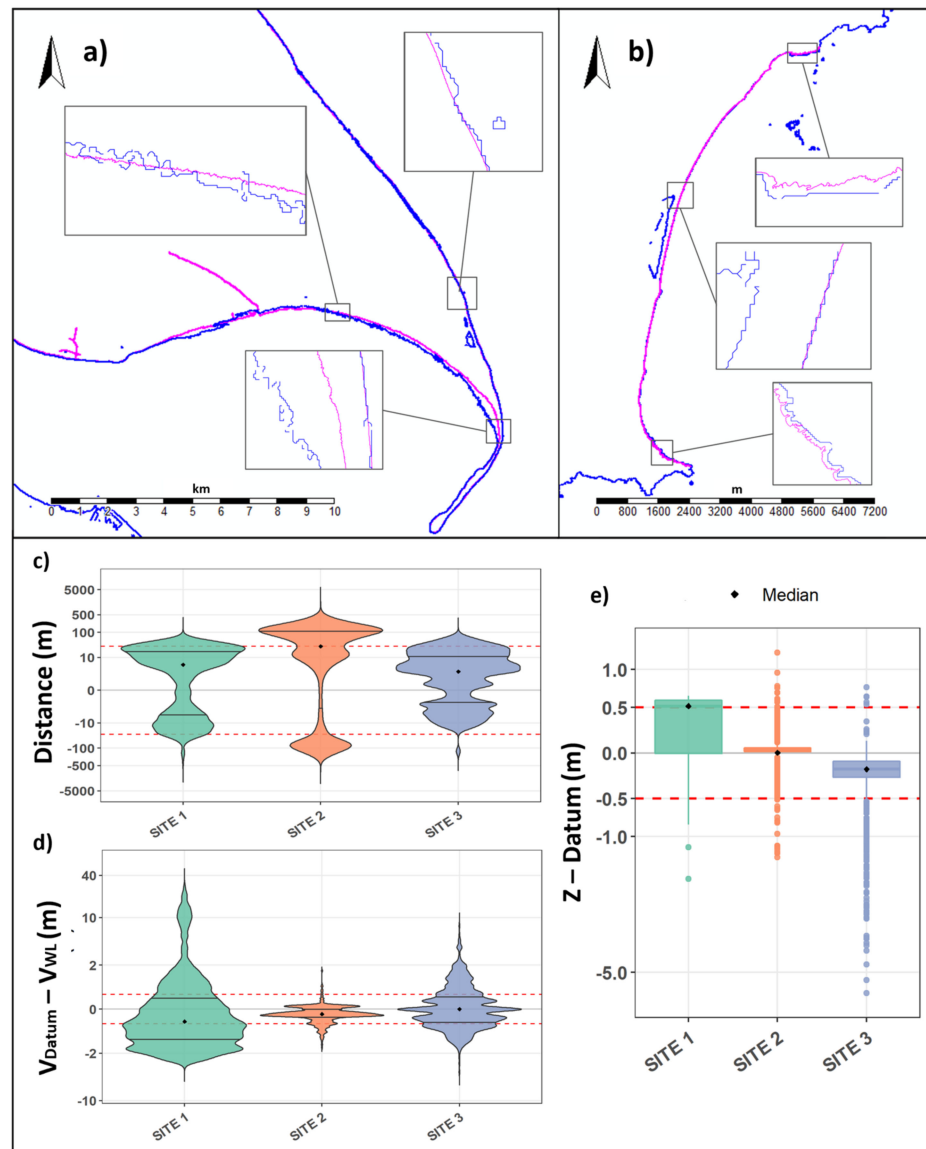 a)
b)
km
0 1 2 3 4 5 6 7 8 9 10
m
0 800 1600 2400 3200 4000 4800 5600 6400 7200
c)
5000
500
100
10
0
-10
-100
-500
-5000
Distance (m)
SITE 1 SITE 2 SITE 3
d)
40
10
2
0
-2
-10
VDatum – VWL (m)
SITE 1 SITE 2 SITE 3
e)
Median
1.0
0.5
0.0
-0.5
-1.0
-5.0
Z – Datum (m)
SITE 1 SITE 2 SITE 3